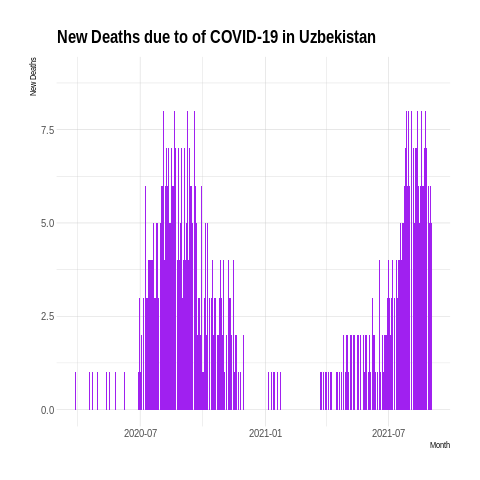 New Deaths due to of COVID-19 in Uzbekistan
New Deaths
7.5
5.0
2.5
0.0
2020-07
2021-01
2021-07
Month